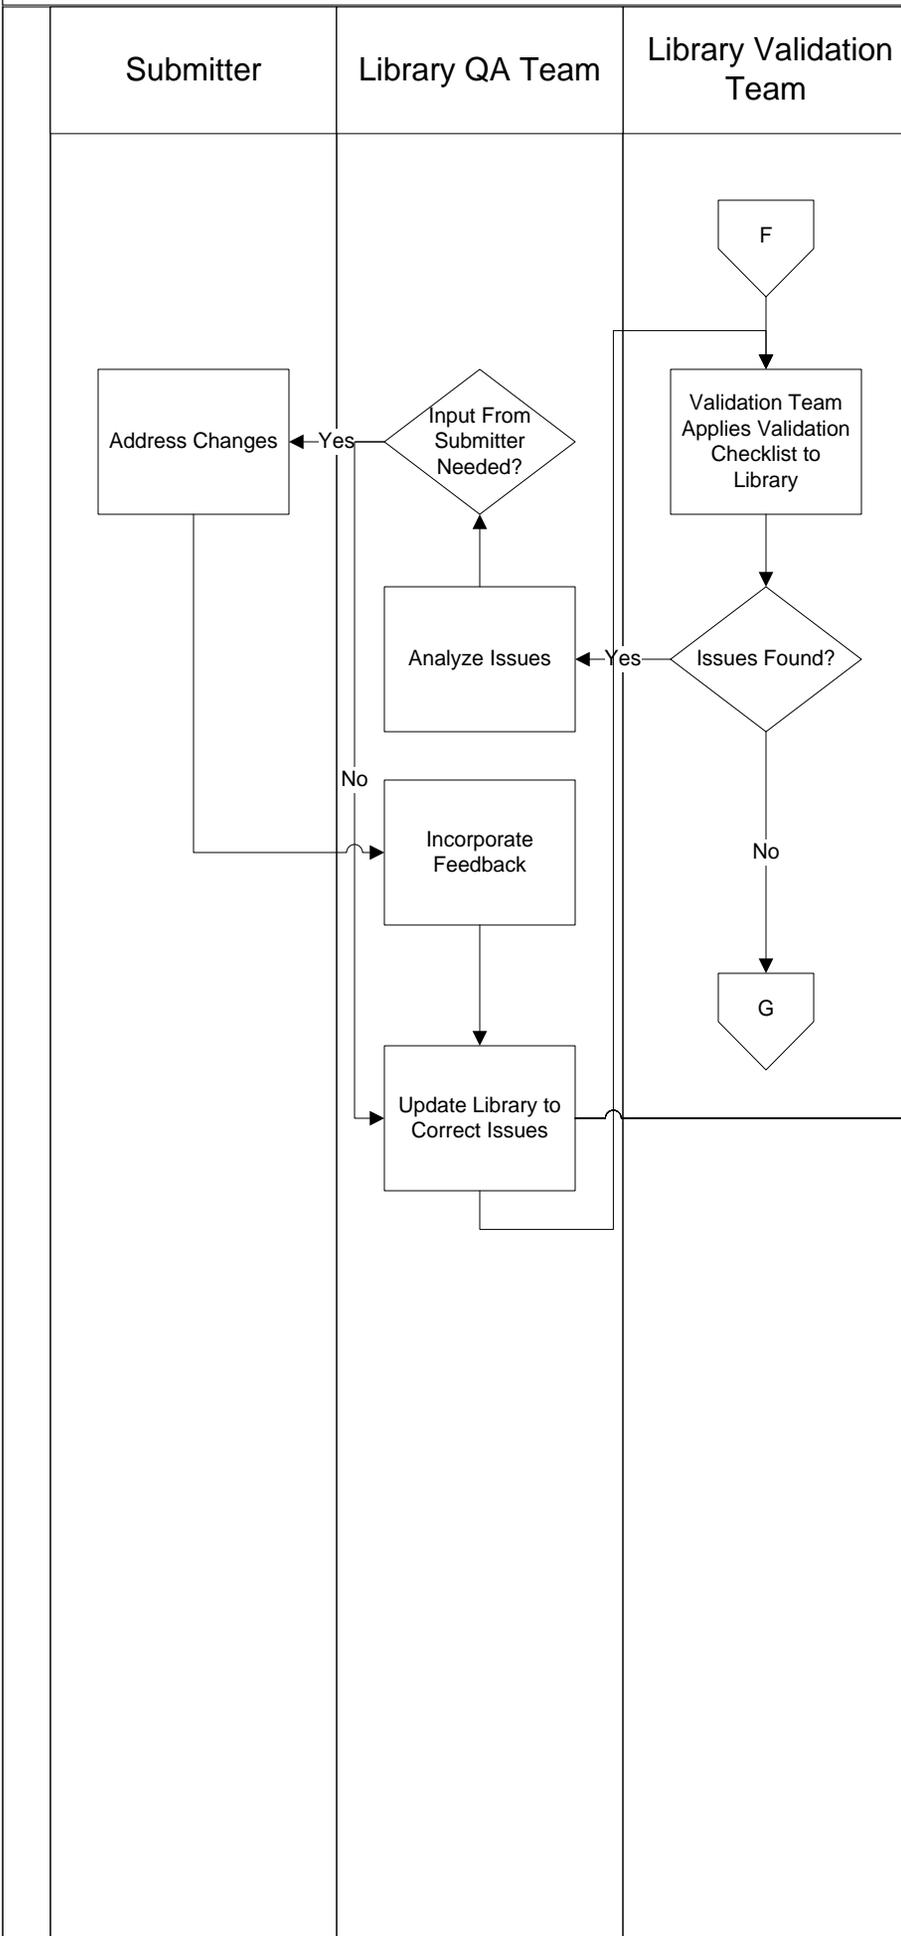 Submitter
Library QA Team
Library Validation
Team
F
Address Changes
Yes
Input From
Submitter
Needed?
Validation Team
Applies Validation
Checklist to
Library
Analyze Issues
Yes
Issues Found?
No
Incorporate
Feedback
No
G
Update Library to
Correct Issues